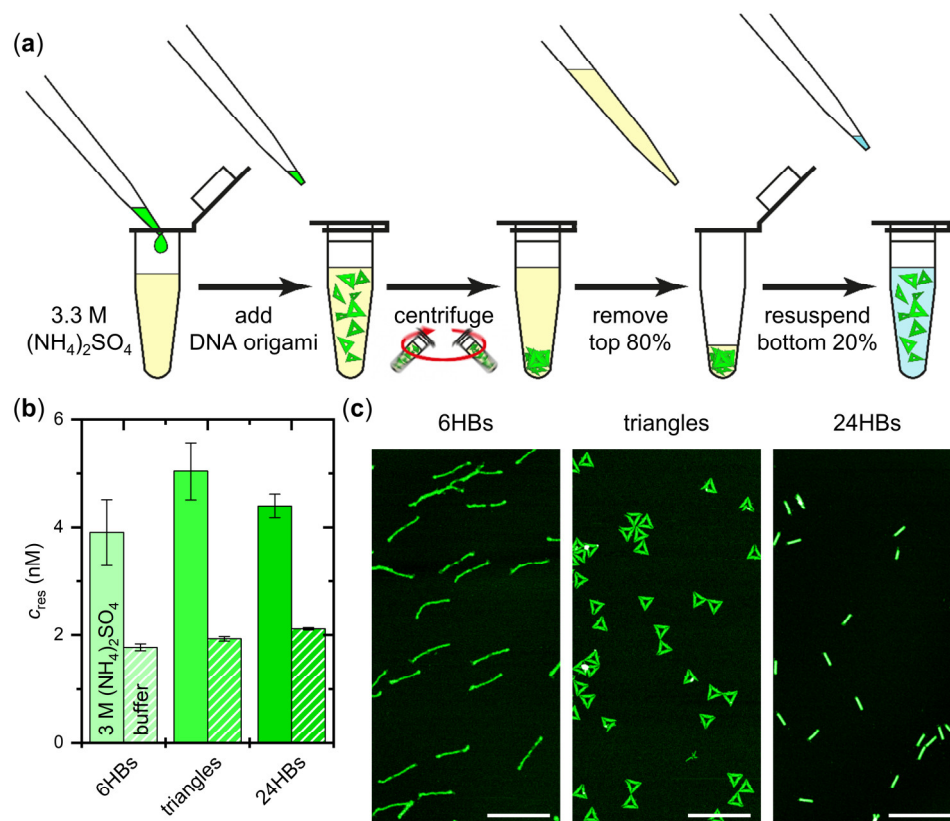 (a)
3.3 M
(NH₄)₂SO₄
add
DNA origami
centrifuge
remove
top 80%
resuspend
bottom 20%
(b)
6
4
2
0
c_res (nM)
3 M (NH₄)₂SO₄
buffer
6HBs
triangles
24HBs
(c)
6HBs
triangles
24HBs